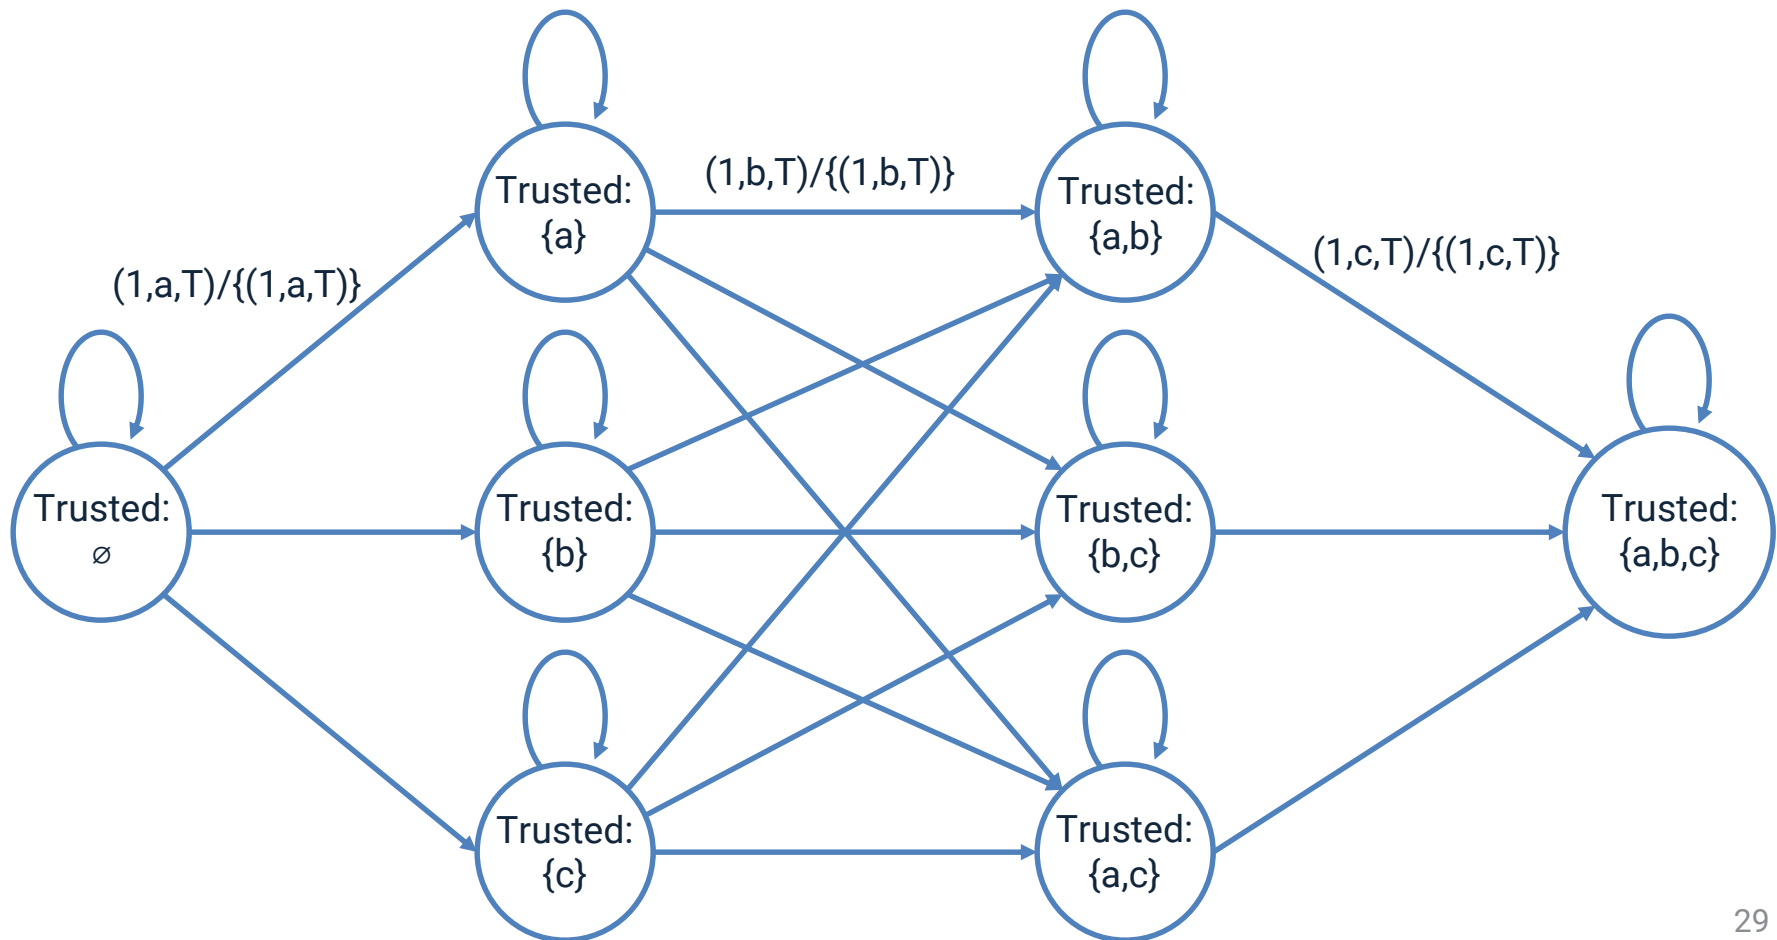 Trusted:
{a}
(1,b,T)/{(1,b,T)}
Trusted:
{a,b}
(1,c,T)/{(1,c,T)}
(1,a,T)/{(1,a,T)}
Trusted:
∅
Trusted:
{b}
Trusted:
{b,c}
Trusted:
{a,b,c}
Trusted:
{c}
Trusted:
{a,c}
29